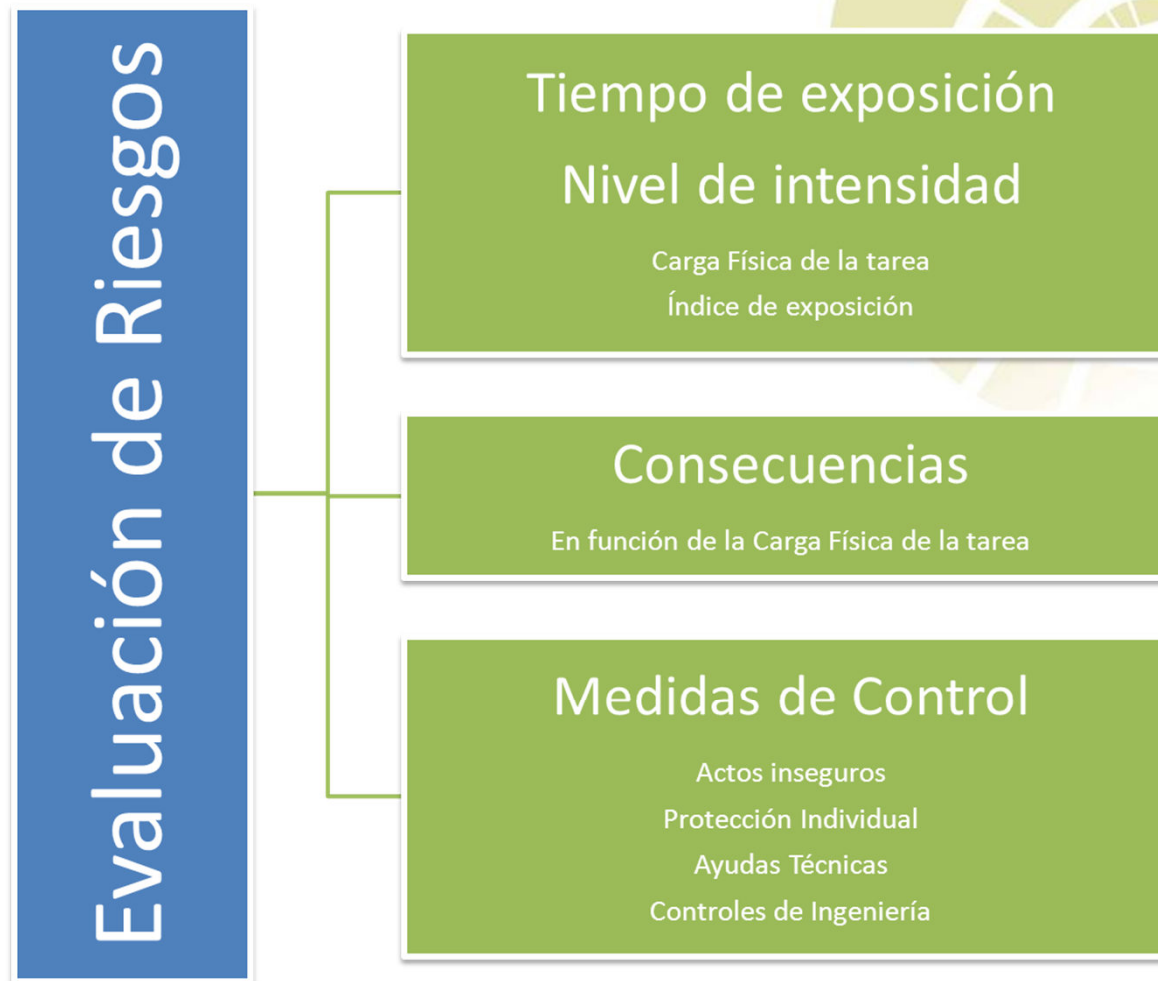 Evaluación de Riesgos
Tiempo de exposición
Nivel de intensidad
Carga Física de la tarea
Índice de exposición
Consecuencias
En función de la Carga Física de la tarea
Medidas de Control
Actos inseguros
Protección Individual
Ayudas Técnicas
Controles de Ingeniería